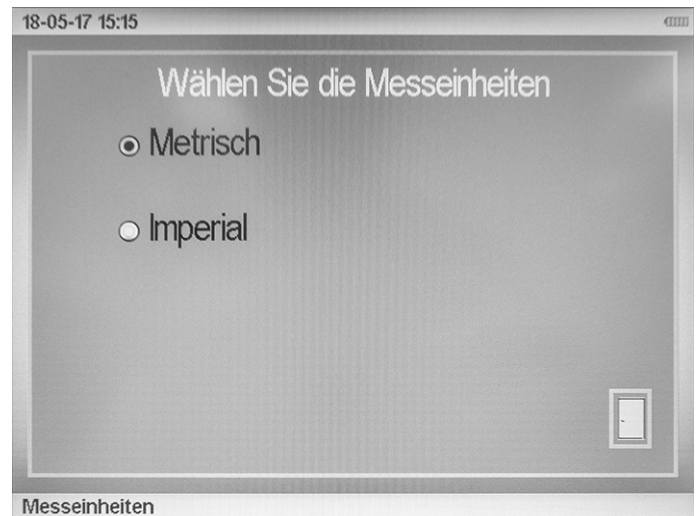 18-05-17 15:15
Wählen Sie die Messeinheiten
Metrisch
Imperial
Messeinheiten